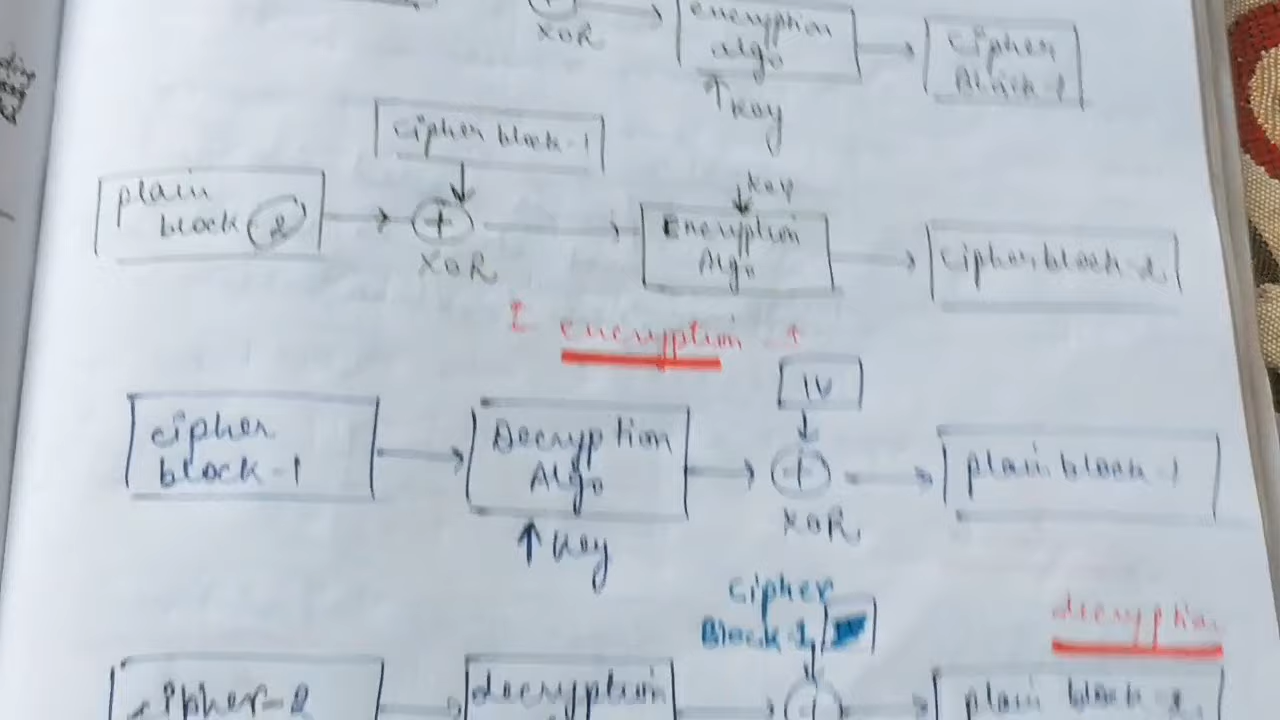 encryption
XOR
algo
cipher
Block-1
key
cipher block-1
plain
block 2
key
Encryption
Algo
XOR
cipher block-2
encryption
IV
cipher
block-1
Decryption
Algo
plain block-1
XOR
key
cipher
Block-1
decryption
cipher-2
decryption
plain block-2